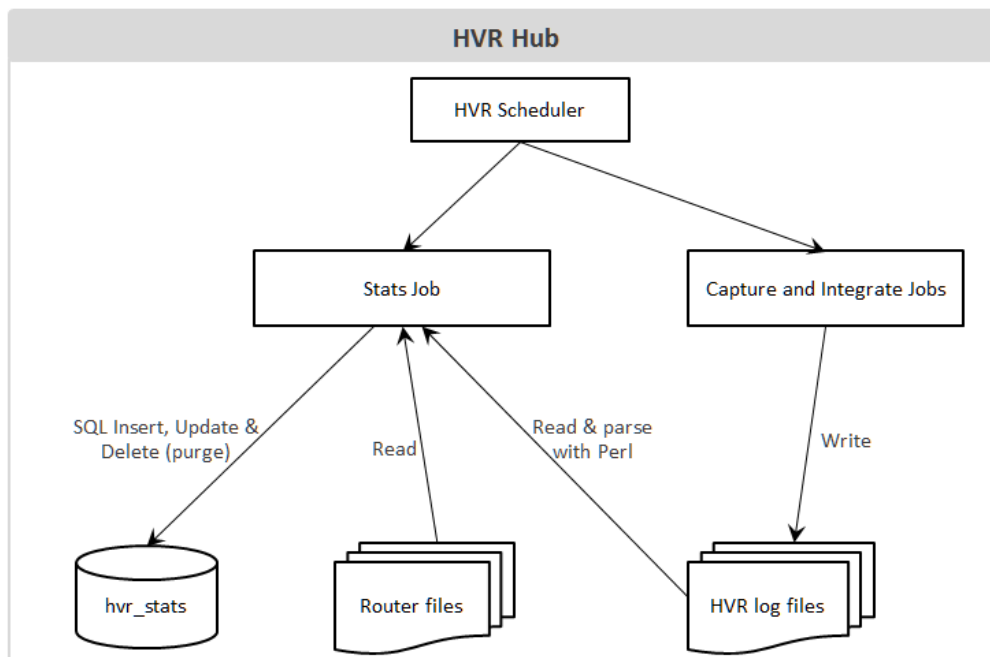 HVR Hub
HVR Scheduler
Stats Job
Capture and Integrate Jobs
SQL Insert, Update &
Delete (purge)
Read
Read & parse
with Perl
Write
hvr_stats
Router files
HVR log files